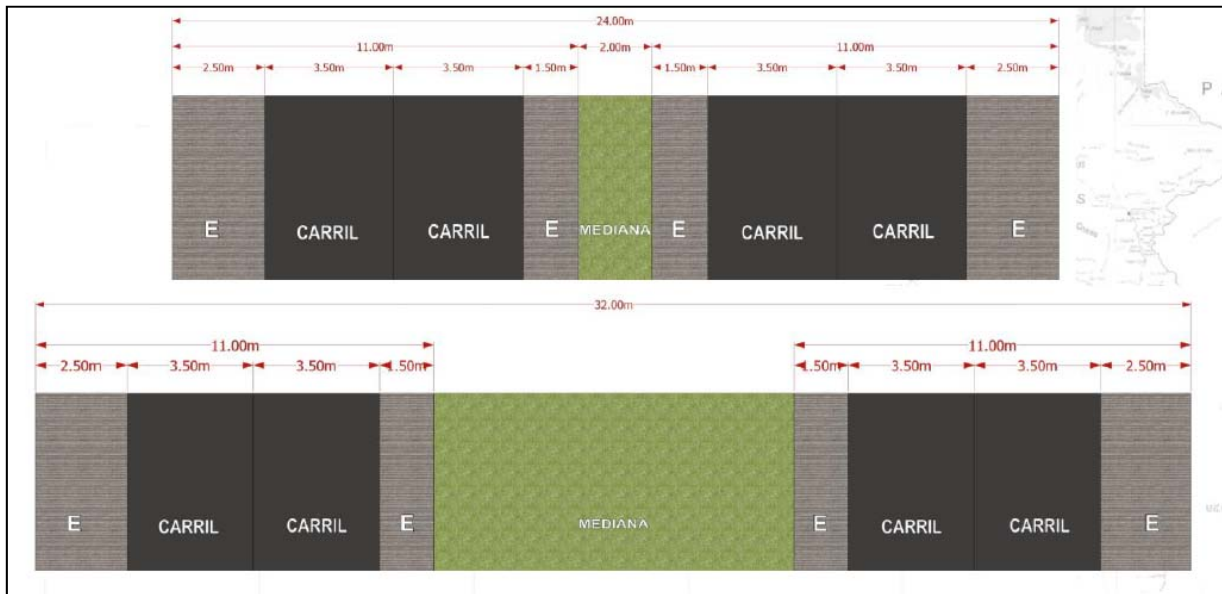 24.00m
11.00m 2.00m 11.00m
2.50m 3.50m 3.50m 1.50m 1.50m 3.50m 3.50m 2.50m
E CARRIL CARRIL E MEDIANA E CARRIL CARRIL E
32.00m
11.00m 11.00m
2.50m 3.50m 3.50m 1.50m 1.50m 3.50m 3.50m 2.50m
E CARRIL CARRIL E MEDIANA E CARRIL CARRIL E
P
S